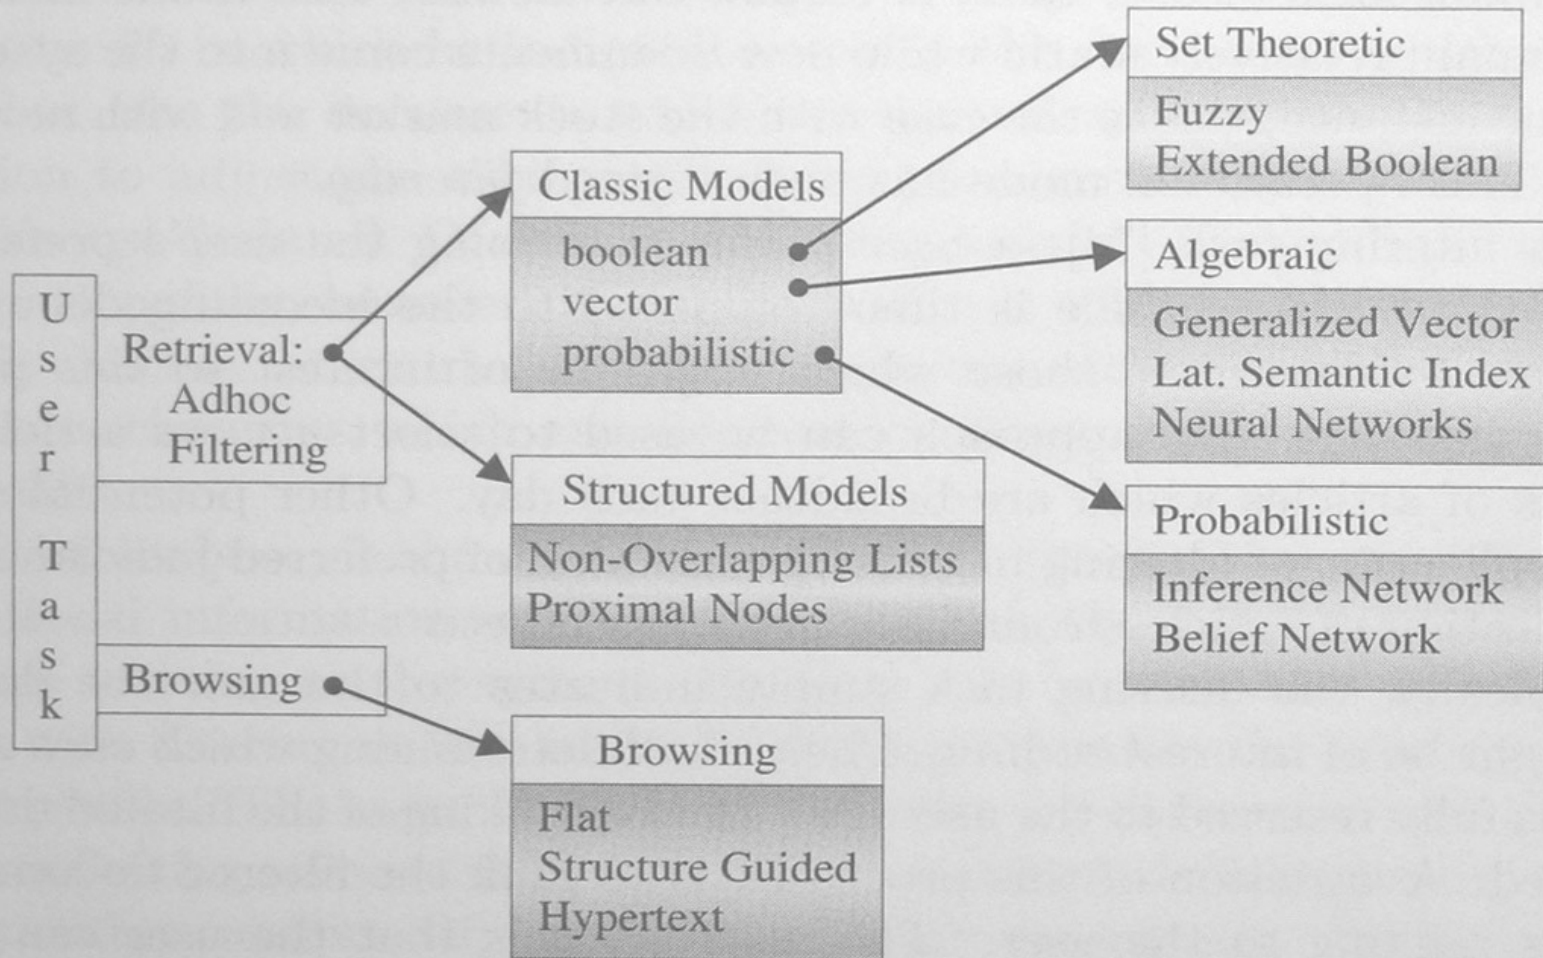 User Task
Retrieval:
Adhoc
Filtering
Browsing
Classic Models
boolean
vector
probabilistic
Structured Models
Non-Overlapping Lists
Proximal Nodes
Browsing
Flat
Structure Guided
Hypertext
Set Theoretic
Fuzzy
Extended Boolean
Algebraic
Generalized Vector
Lat. Semantic Index
Neural Networks
Probabilistic
Inference Network
Belief Network